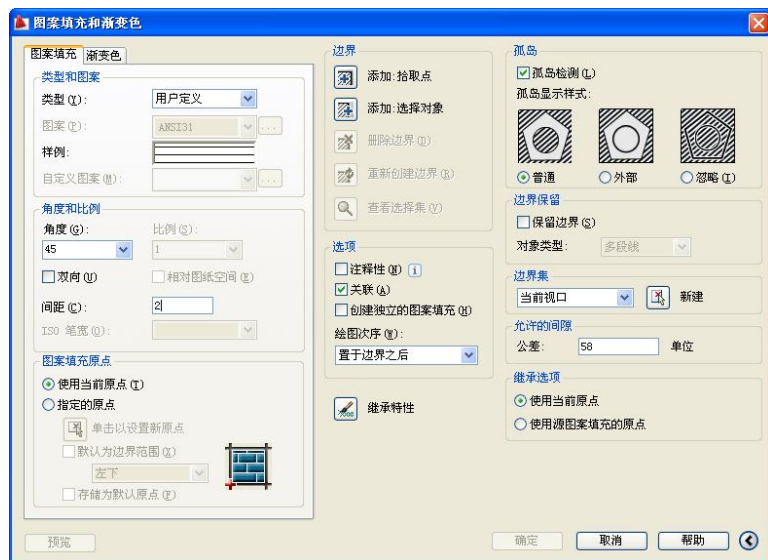 图案填充和渐变色
图案填充 渐变色
类型和图案
类型(Y): 用户定义
图案(P): ANSI31 ...
样例:
自定义图案(M): ...
角度和比例
角度(G): 比例(S):
45 1
双向(U) 相对图纸空间(E)
间距(C): 2
ISO 笔宽(O):
图案填充原点
使用当前原点(T)
指定的原点
单击以设置新原点
默认为边界范围(X)
左下
存储为默认原点(F)
预览
边界
添加:拾取点
添加:选择对象
删除边界(D)
重新创建边界(R)
查看选择集(V)
选项
注释性(N) i
关联(A)
创建独立的图案填充(H)
绘图次序(W):
置于边界之后
继承特性
孤岛
孤岛检测(L)
孤岛显示样式:
普通 外部 忽略(I)
边界保留
保留边界(S)
对象类型: 多段线
边界集
当前视口 新建
允许的间隙
公差: 58 单位
继承选项
使用当前原点
使用源图案填充的原点
确定 取消 帮助